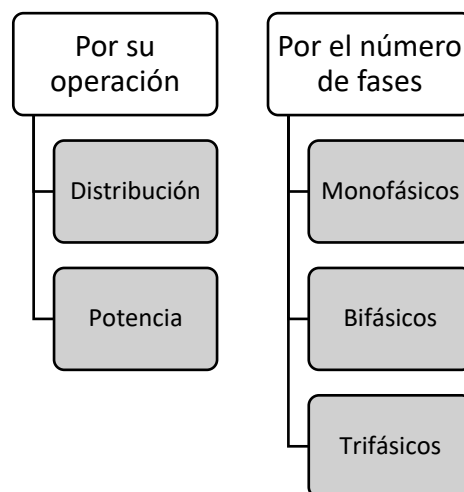 Por su
operación
Distribución
Potencia
Por el número
de fases
Monofásicos
Bifásicos
Trifásicos